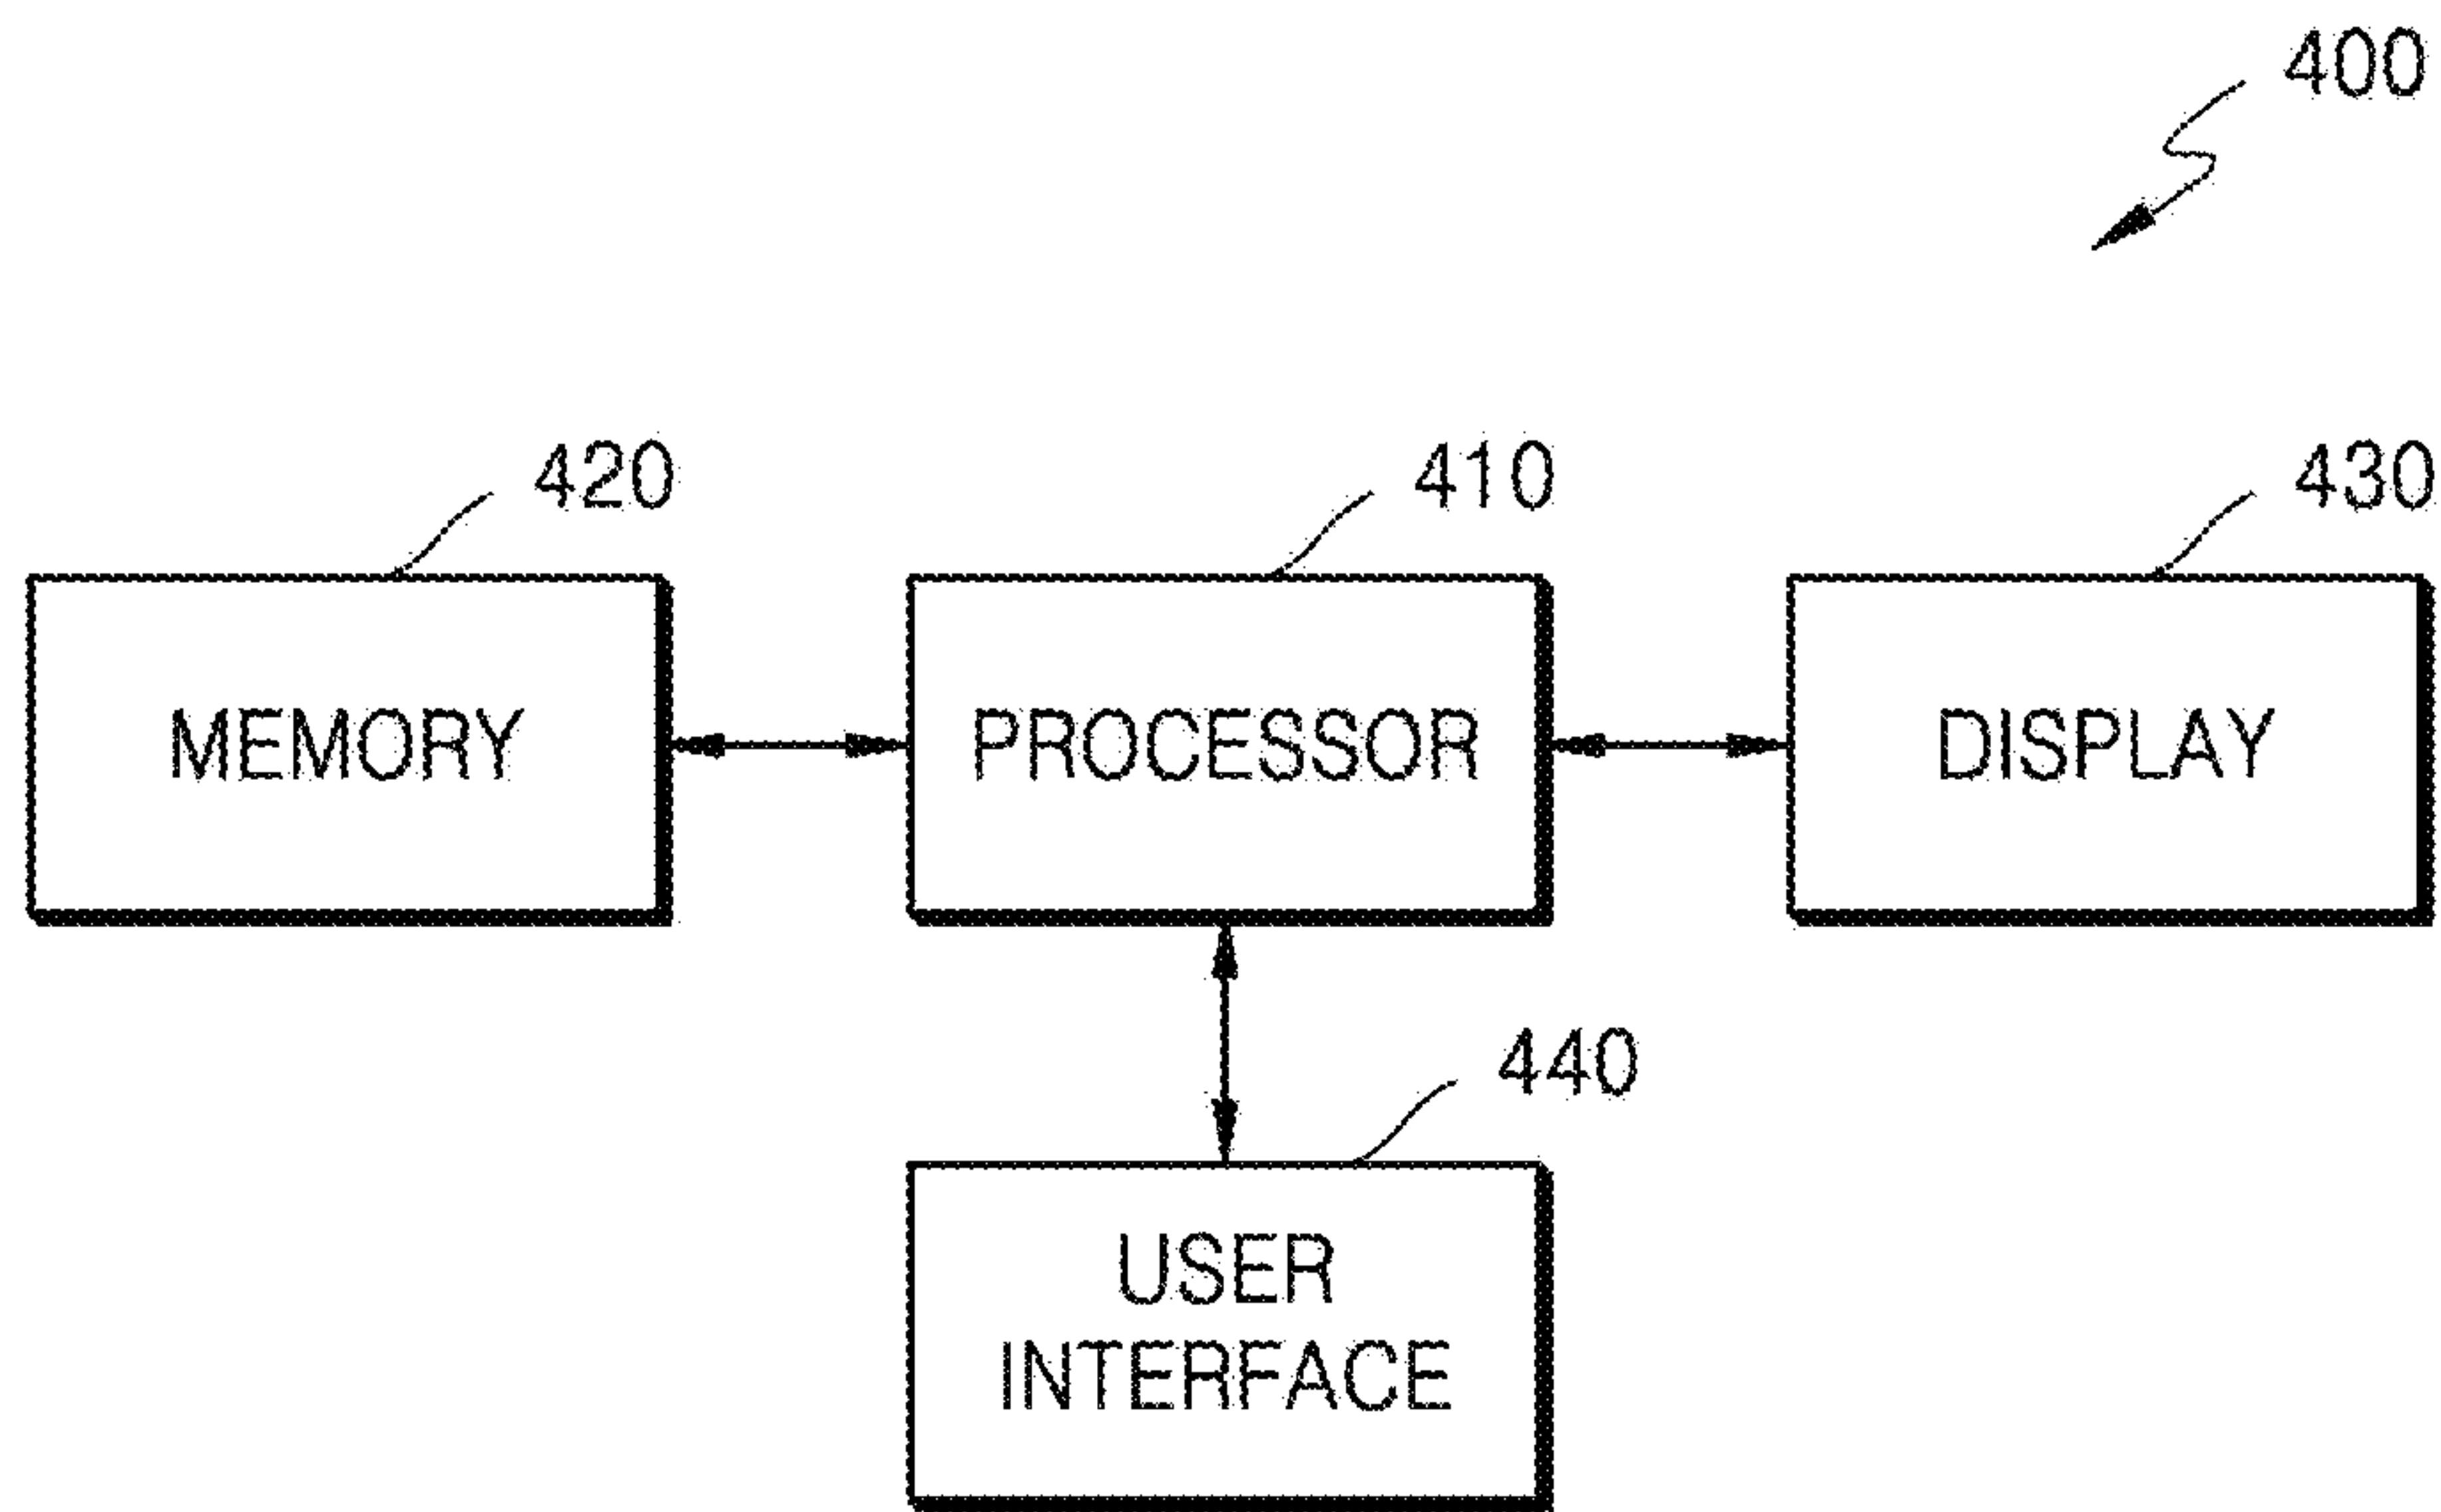 400
420
410
430
MEMORY
PROCESSOR
DISPLAY
440
USER
INTERFACE